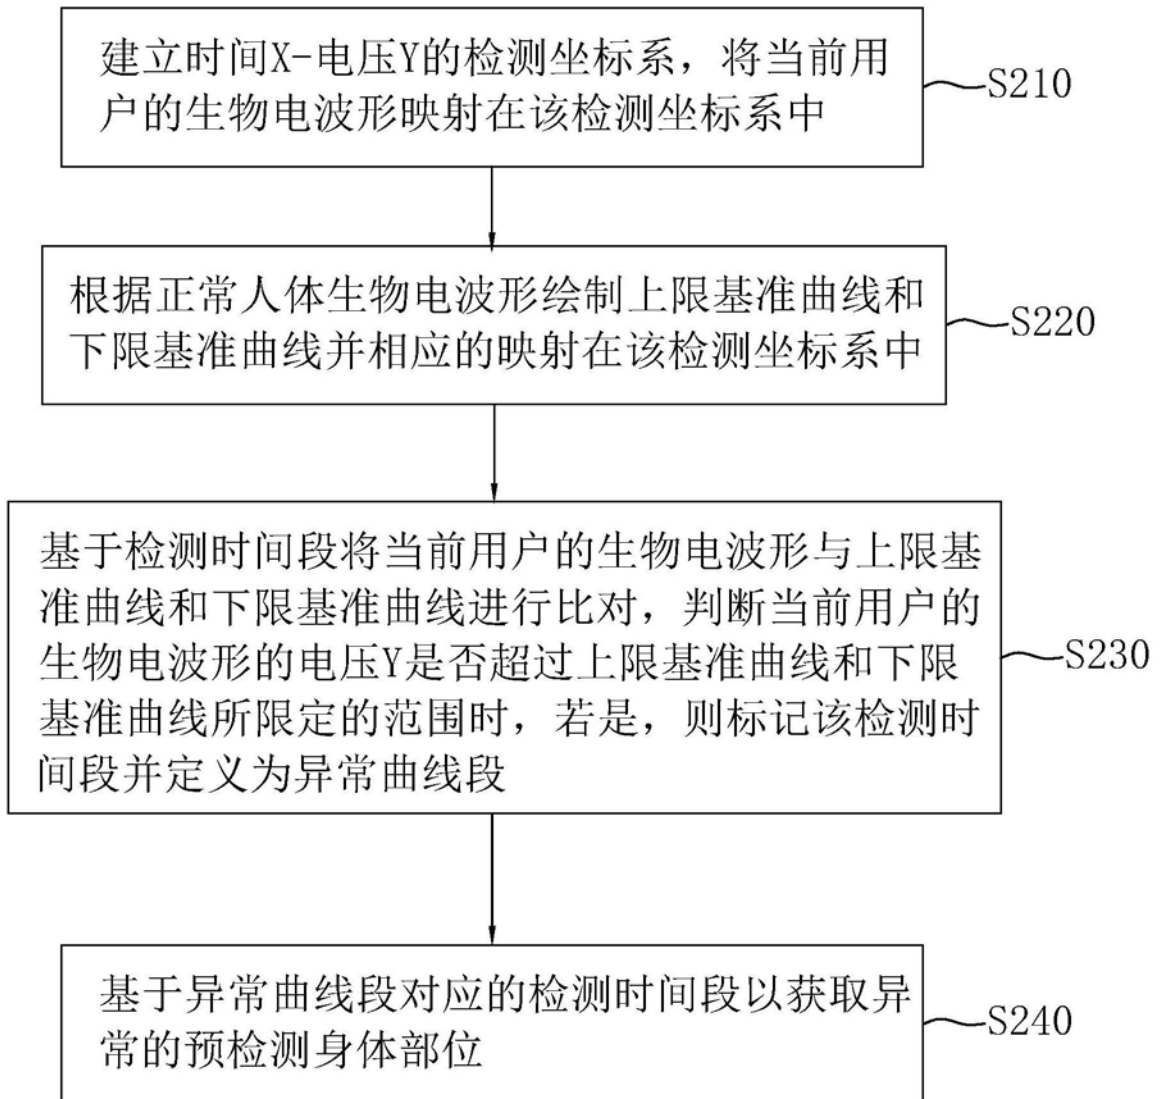 建立时间X-电压Y的检测坐标系，将当前用
户的生物电波形映射在该检测坐标系中
S210
根据正常人体生物电波形绘制上限基准曲线和
下限基准曲线并相应的映射在该检测坐标系中
S220
基于检测时间段将当前用户的生物电波形与上限基
准曲线和下限基准曲线进行比对，判断当前用户的
生物电波形的电压Y是否超过上限基准曲线和下限
基准曲线所限定的范围时，若是，则标记该检测时
间段并定义为异常曲线段
S230
基于异常曲线段对应的检测时间段以获取异
常的预检测身体部位
S240